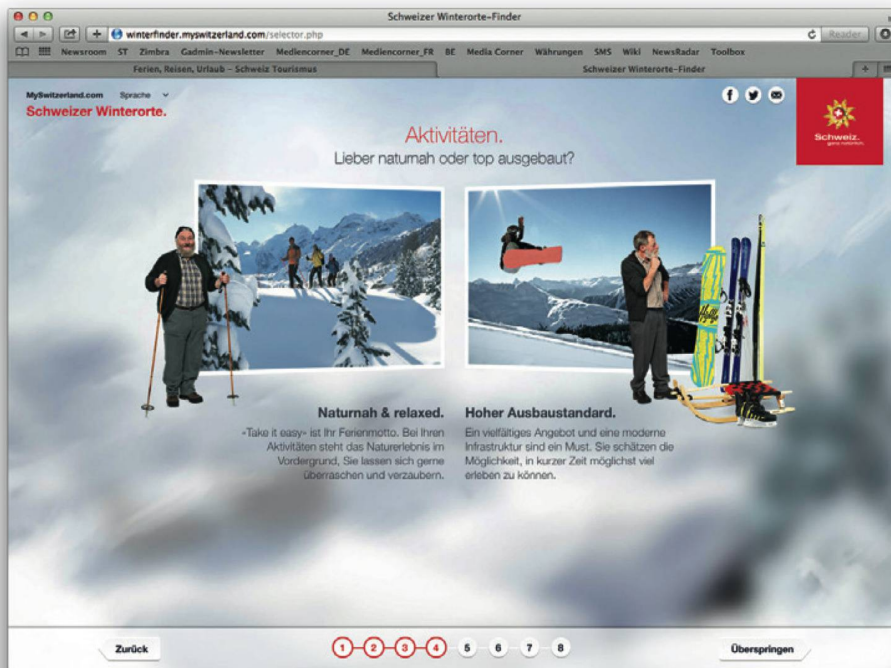 Schweizer Winterorte-Finder
winterfinder.myswitzerland.com/selector.php
Reader
Newsroom ST Zimbra Gadmin-Newsletter Mediencorner_DE Mediencorner_FR BE Media Corner Währungen SMS Wiki NewsRadar Toolbox
Ferien, Reisen, Urlaub – Schweiz Tourismus
Schweizer Winterorte-Finder
MySwitzerland.com Sprache
Schweizer Winterorte.
Schweiz.
ganz natürlich.
Aktivitäten.
Lieber naturnah oder top ausgebaut?
Naturnah & relaxed.
«Take it easy» ist Ihr Ferienmotto. Bei Ihren
Aktivitäten steht das Naturerlebnis im
Vordergrund, Sie lassen sich gerne
überraschen und verzaubern.
Hoher Ausbaustandard.
Ein vielfältiges Angebot und eine moderne
Infrastruktur sind ein Must. Sie schätzen die
Möglichkeit, in kurzer Zeit möglichst viel
erleben zu können.
Zurück
1 2 3 4 5 6 7 8
Überspringen